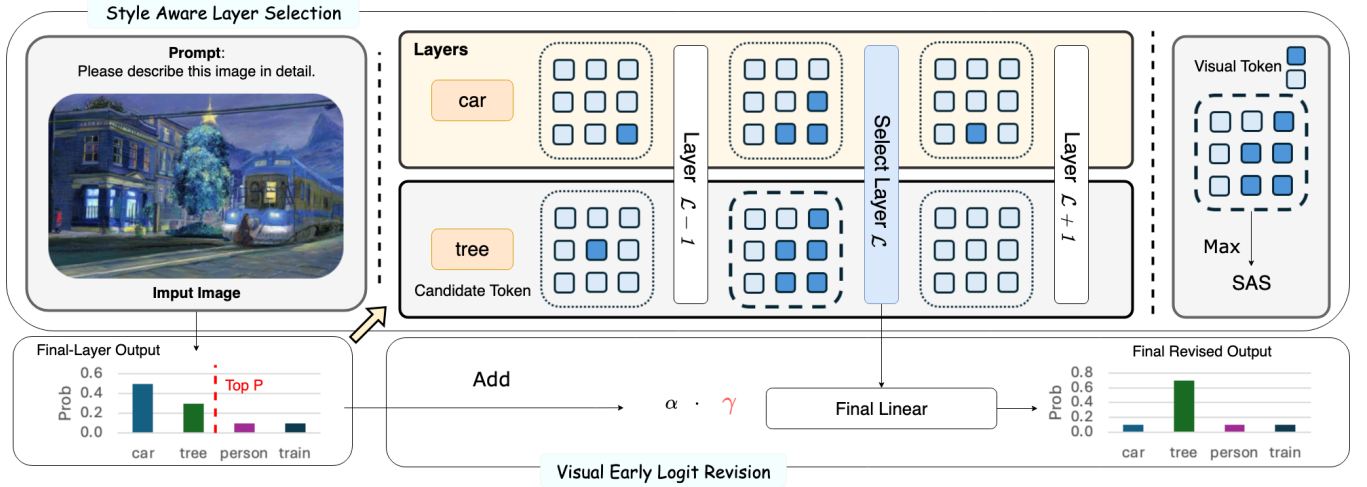 Style Aware Layer Selection
Prompt:
Please describe this image in detail.
Imput Image
Layers
car
tree
Candidate Token
Layer ℒ − 1
Select Layer ℒ
Layer ℒ + 1
Visual Token
Max
SAS
Final-Layer Output
Prob
0.6
0.4
0.2
0.0
Top P
car tree person train
Add
α · γ
Final Linear
Final Revised Output
Prob
0.8
0.6
0.4
0.2
0.0
car tree person train
Visual Early Logit Revision